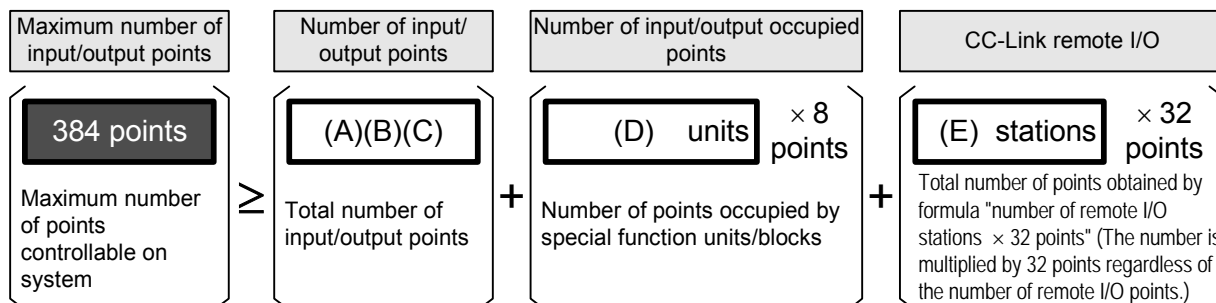 Maximum number of
input/output points
384 points
Maximum number
of points
controllable on
system
≥
Number of input/
output points
(A)(B)(C)
Total number of
input/output points
+
Number of input/output occupied
points
(D) units
× 8
points
Number of points occupied by
special function units/blocks
+
CC-Link remote I/O
(E) stations
× 32
points
Total number of points obtained by
formula "number of remote I/O
stations × 32 points" (The number is
multiplied by 32 points regardless of
the number of remote I/O points.)